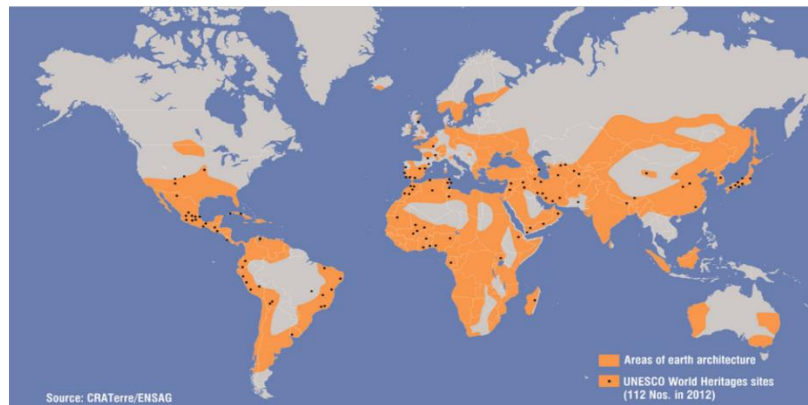 Areas of earth architecture
UNESCO World Heritages sites
(112 Nos. in 2012)
Source: CRATerre/ENSAG